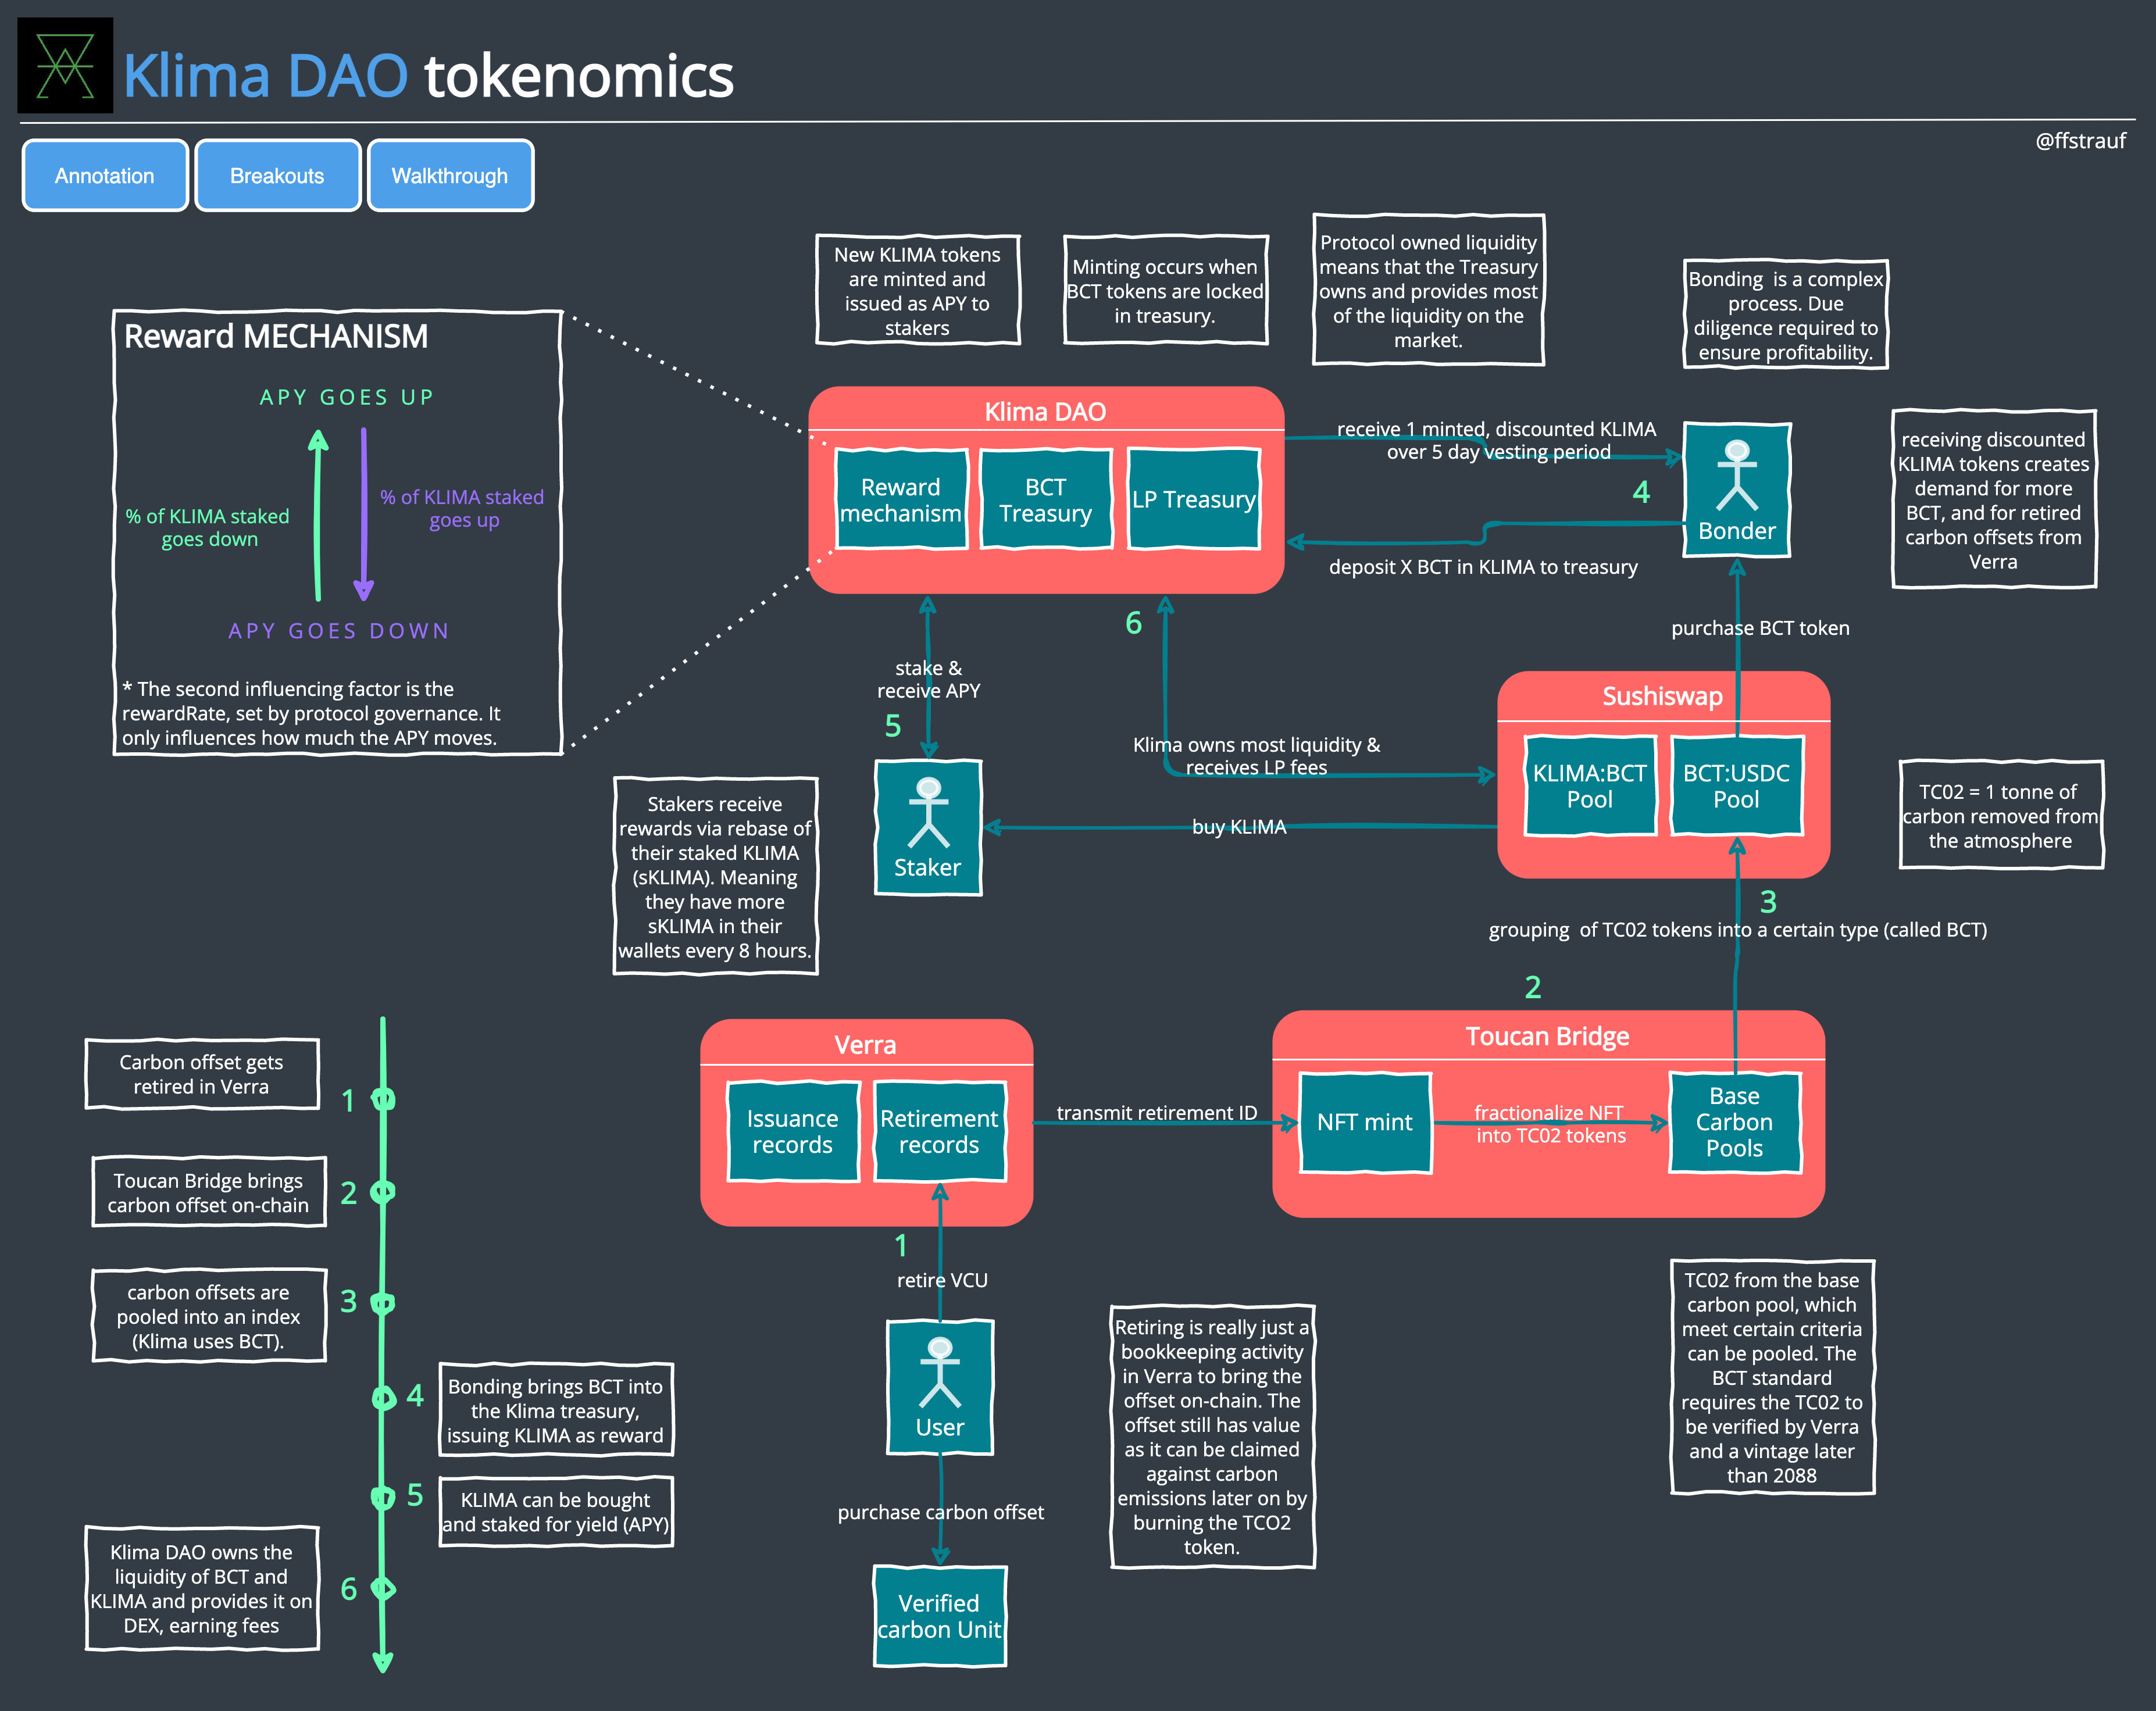 Klima DAO tokenomics
@ffstrauf
Annotation
Breakouts
Walkthrough
New KLIMA tokens
are minted and
issued as APY to
stakers
Minting occurs when
BCT tokens are locked
in treasury.
Protocol owned liquidity
means that the Treasury
owns and provides most
of the liquidity on the
market.
Bonding is a complex
process. Due
diligence required to
ensure profitability.
Reward MECHANISM
APY GOES UP
% of KLIMA staked
goes down
% of KLIMA staked
goes up
APY GOES DOWN
* The second influencing factor is the
rewardRate, set by protocol governance. It
only influences how much the APY moves.
Klima DAO
Reward
mechanism
BCT
Treasury
LP Treasury
receive 1 minted, discounted KLIMA
over 5 day vesting period
4
Bonder
deposit X BCT in KLIMA to treasury
receiving discounted
KLIMA tokens creates
demand for more
BCT, and for retired
carbon offsets from
Verra
6
purchase BCT token
stake &
receive APY
5
Klima owns most liquidity &
receives LP fees
Sushiswap
KLIMA:BCT
Pool
BCT:USDC
Pool
TC02 = 1 tonne of
carbon removed from
the atmosphere
Stakers receive
rewards via rebase of
their staked KLIMA
(sKLIMA). Meaning
they have more
sKLIMA in their
wallets every 8 hours.
Staker
buy KLIMA
3
grouping of TC02 tokens into a certain type (called BCT)
2
Verra
Issuance
records
Retirement
records
transmit retirement ID
Toucan Bridge
NFT mint
fractionalize NFT
into TC02 tokens
Base
Carbon
Pools
1
retire VCU
User
purchase carbon offset
Verified
carbon Unit
Retiring is really just a
bookkeeping activity
in Verra to bring the
offset on-chain. The
offset still has value
as it can be claimed
against carbon
emissions later on by
burning the TCO2
token.
TC02 from the base
carbon pool, which
meet certain criteria
can be pooled. The
BCT standard
requires the TC02 to
be verified by Verra
and a vintage later
than 2088
Carbon offset gets
retired in Verra
1
Toucan Bridge brings
carbon offset on-chain
2
carbon offsets are
pooled into an index
(Klima uses BCT).
3
4
Bonding brings BCT into
the Klima treasury,
issuing KLIMA as reward
5
KLIMA can be bought
and staked for yield (APY)
Klima DAO owns the
liquidity of BCT and
KLIMA and provides it on
DEX, earning fees
6